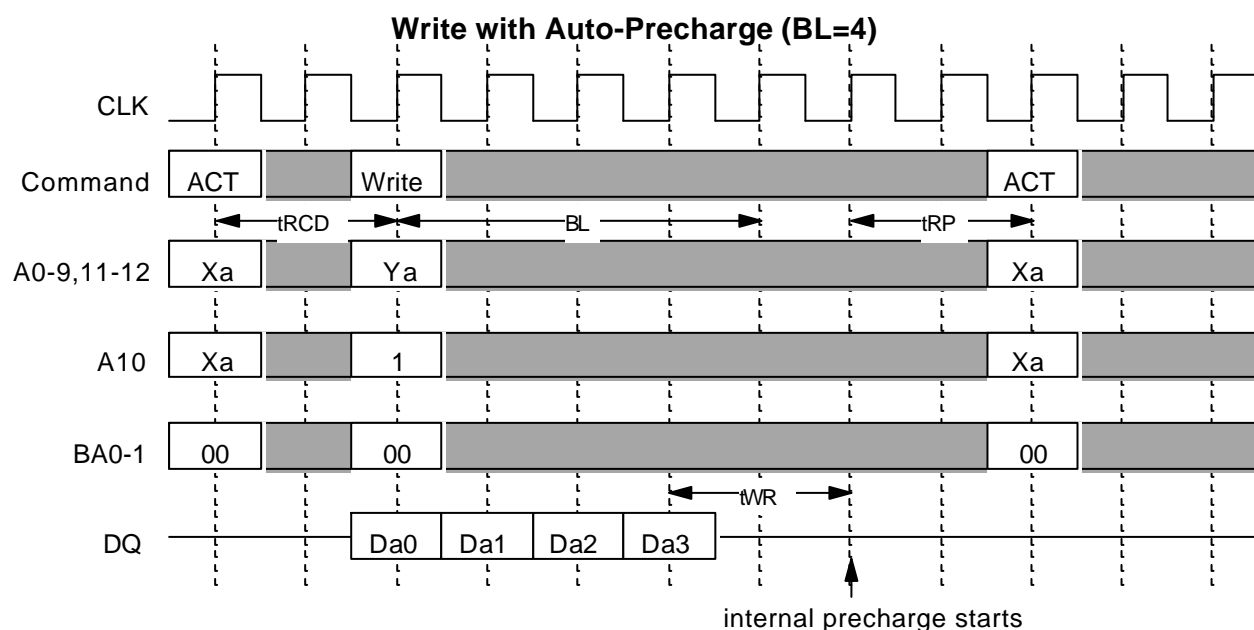 Write with Auto-Precharge (BL=4)
CLK
Command ACT Write ACT
tRCD BL tRP
A0-9,11-12 Xa Ya Xa
A10 Xa 1 Xa
BA0-1 00 00 00
tWR
DQ Da0 Da1 Da2 Da3
internal precharge starts